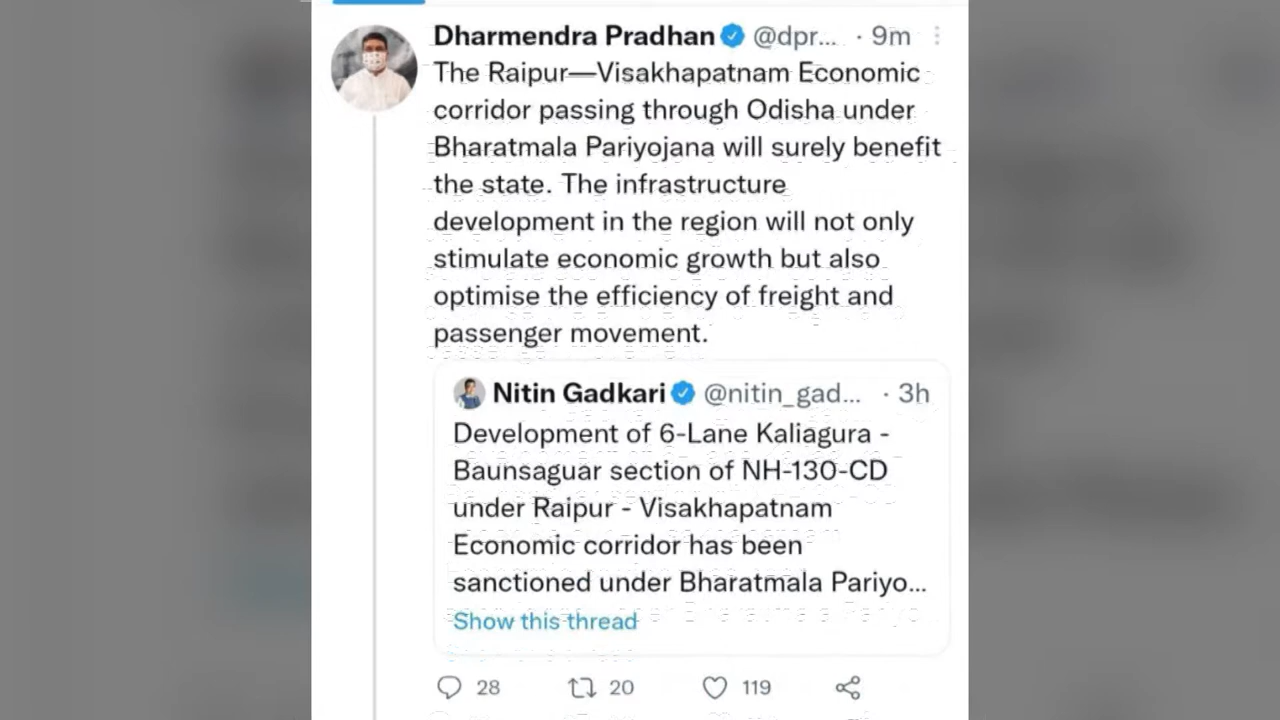 Dharmendra Pradhan @dpr... · 9m
The Raipur—Visakhapatnam Economic
corridor passing through Odisha under
Bharatmala Pariyojana will surely benefit
the state. The infrastructure
development in the region will not only
stimulate economic growth but also
optimise the efficiency of freight and
passenger movement.
Nitin Gadkari @nitin_gad... · 3h
Development of 6-Lane Kaliagura -
Baunsaguar section of NH-130-CD
under Raipur - Visakhapatnam
Economic corridor has been
sanctioned under Bharatmala Pariyo...
Show this thread
28 20 119